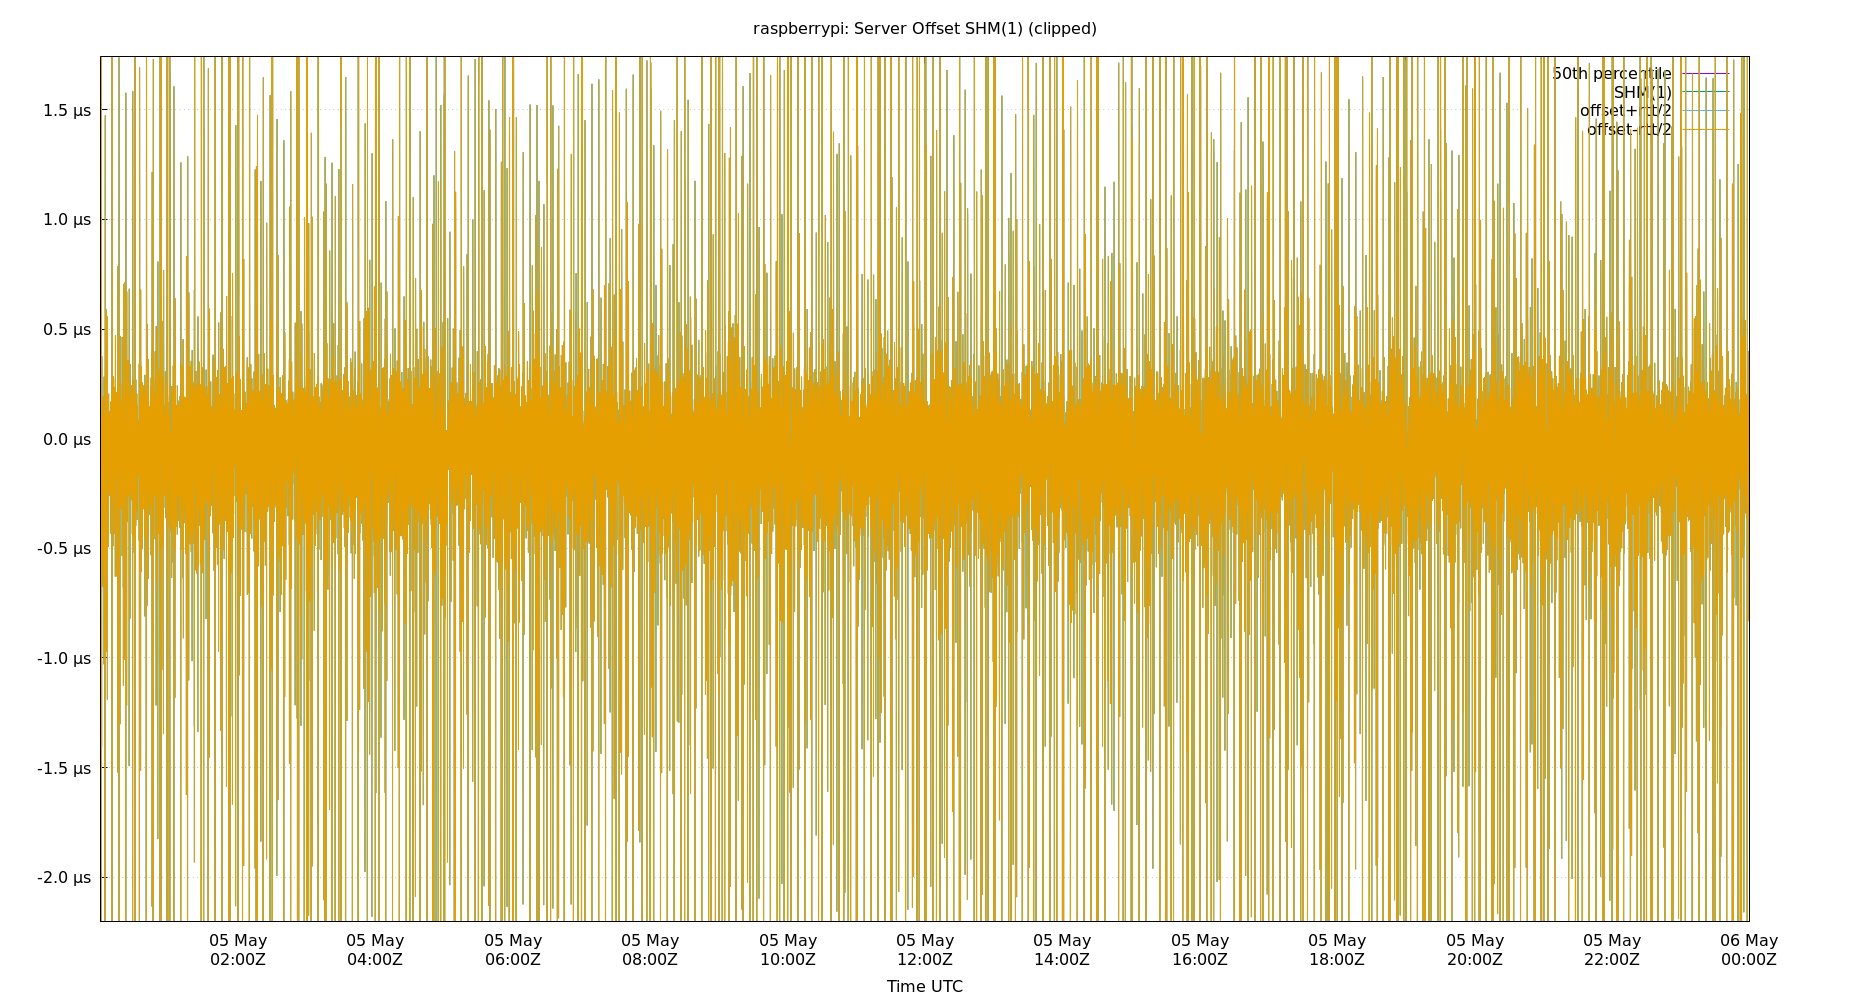 raspberrypi: Server Offset SHM(1) (clipped)
50th percentile
SHM(1)
offset+rtt/2
offset-rtt/2
1.5 µs
1.0 µs
0.5 µs
0.0 µs
-0.5 µs
-1.0 µs
-1.5 µs
-2.0 µs
05 May 05 May 05 May 05 May 05 May 05 May 05 May 05 May 05 May 05 May 05 May 06 May
02:00Z 04:00Z 06:00Z 08:00Z 10:00Z 12:00Z 14:00Z 16:00Z 18:00Z 20:00Z 22:00Z 00:00Z
Time UTC